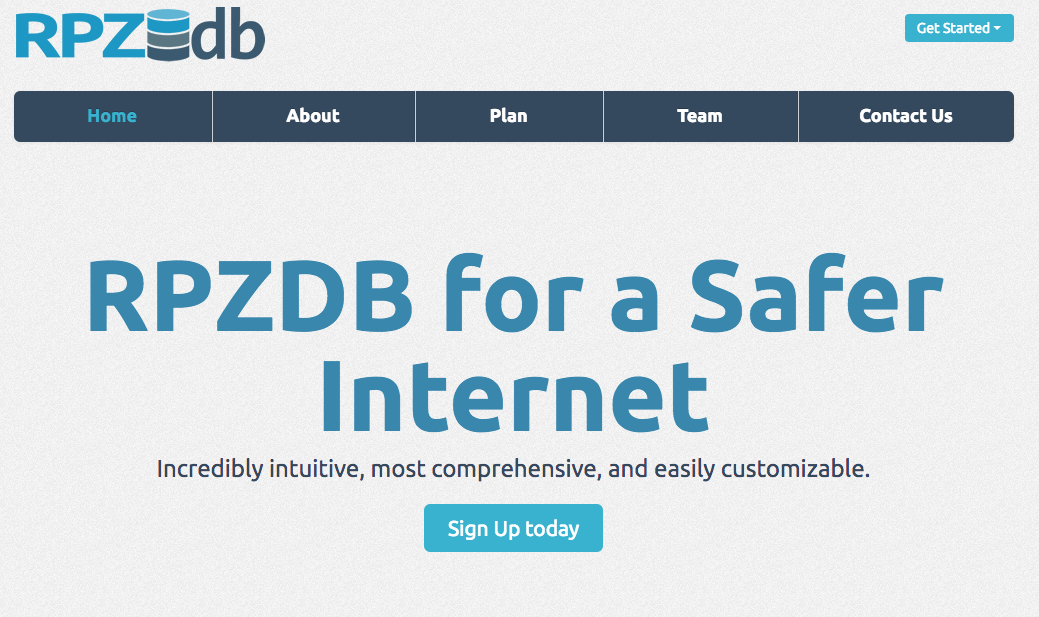 RPZdb
Get Started
Home
About
Plan
Team
Contact Us
RPZDB for a Safer
Internet
Incredibly intuitive, most comprehensive, and easily customizable.
Sign Up today